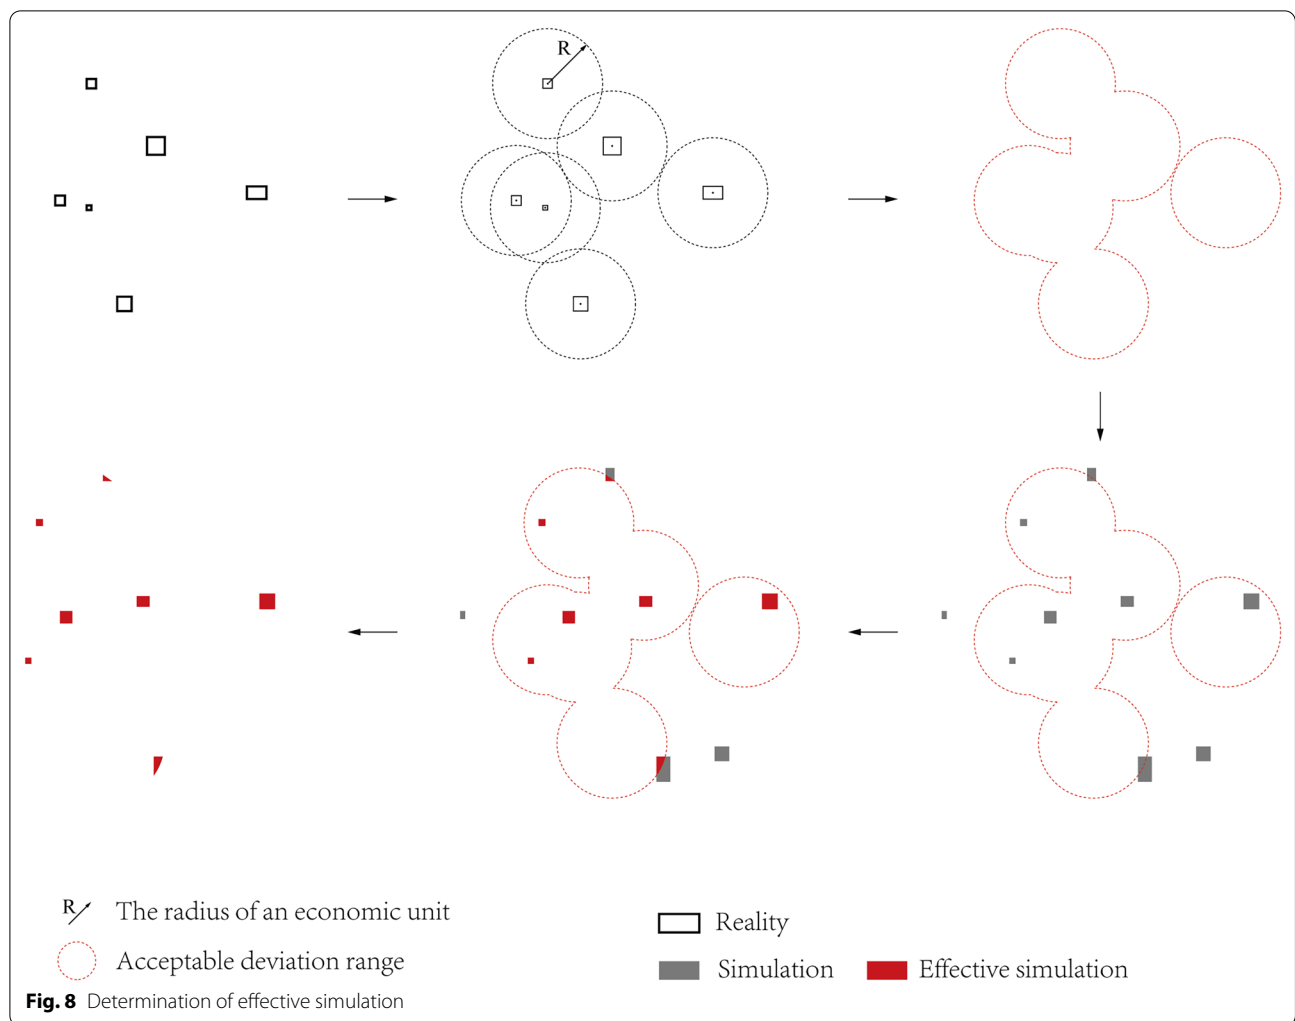 R
R The radius of an economic unit
Acceptable deviation range
Reality
Simulation Effective simulation
Fig. 8 Determination of effective simulation